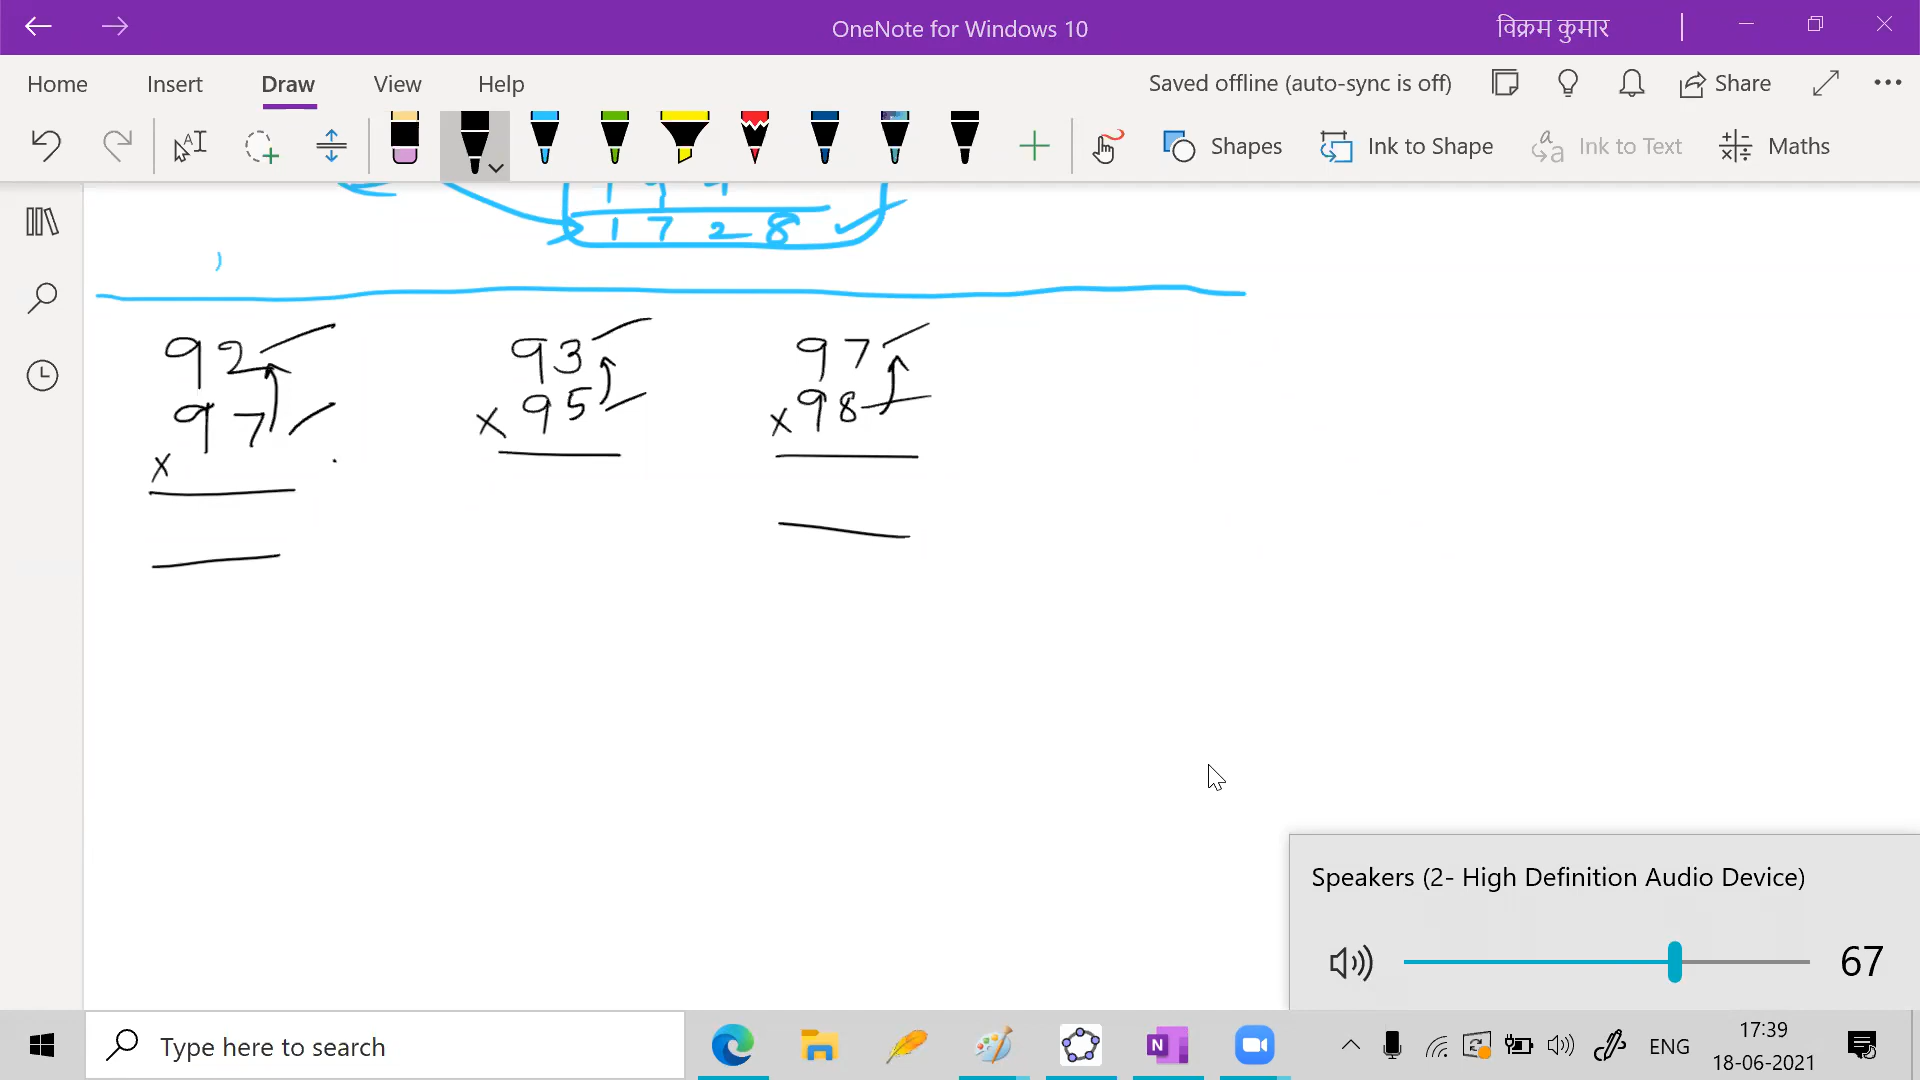 OneNote for Windows 10
विक्रम कुमार
Home Insert Draw View Help
Saved offline (auto-sync is off)
Share
Shapes
Ink to Shape
Ink to Text
Maths
1 7 2 8
92
97
x
93
x 95
97
x 98
Speakers (2- High Definition Audio Device)
67
Type here to search
N
ENG
17:39
18-06-2021